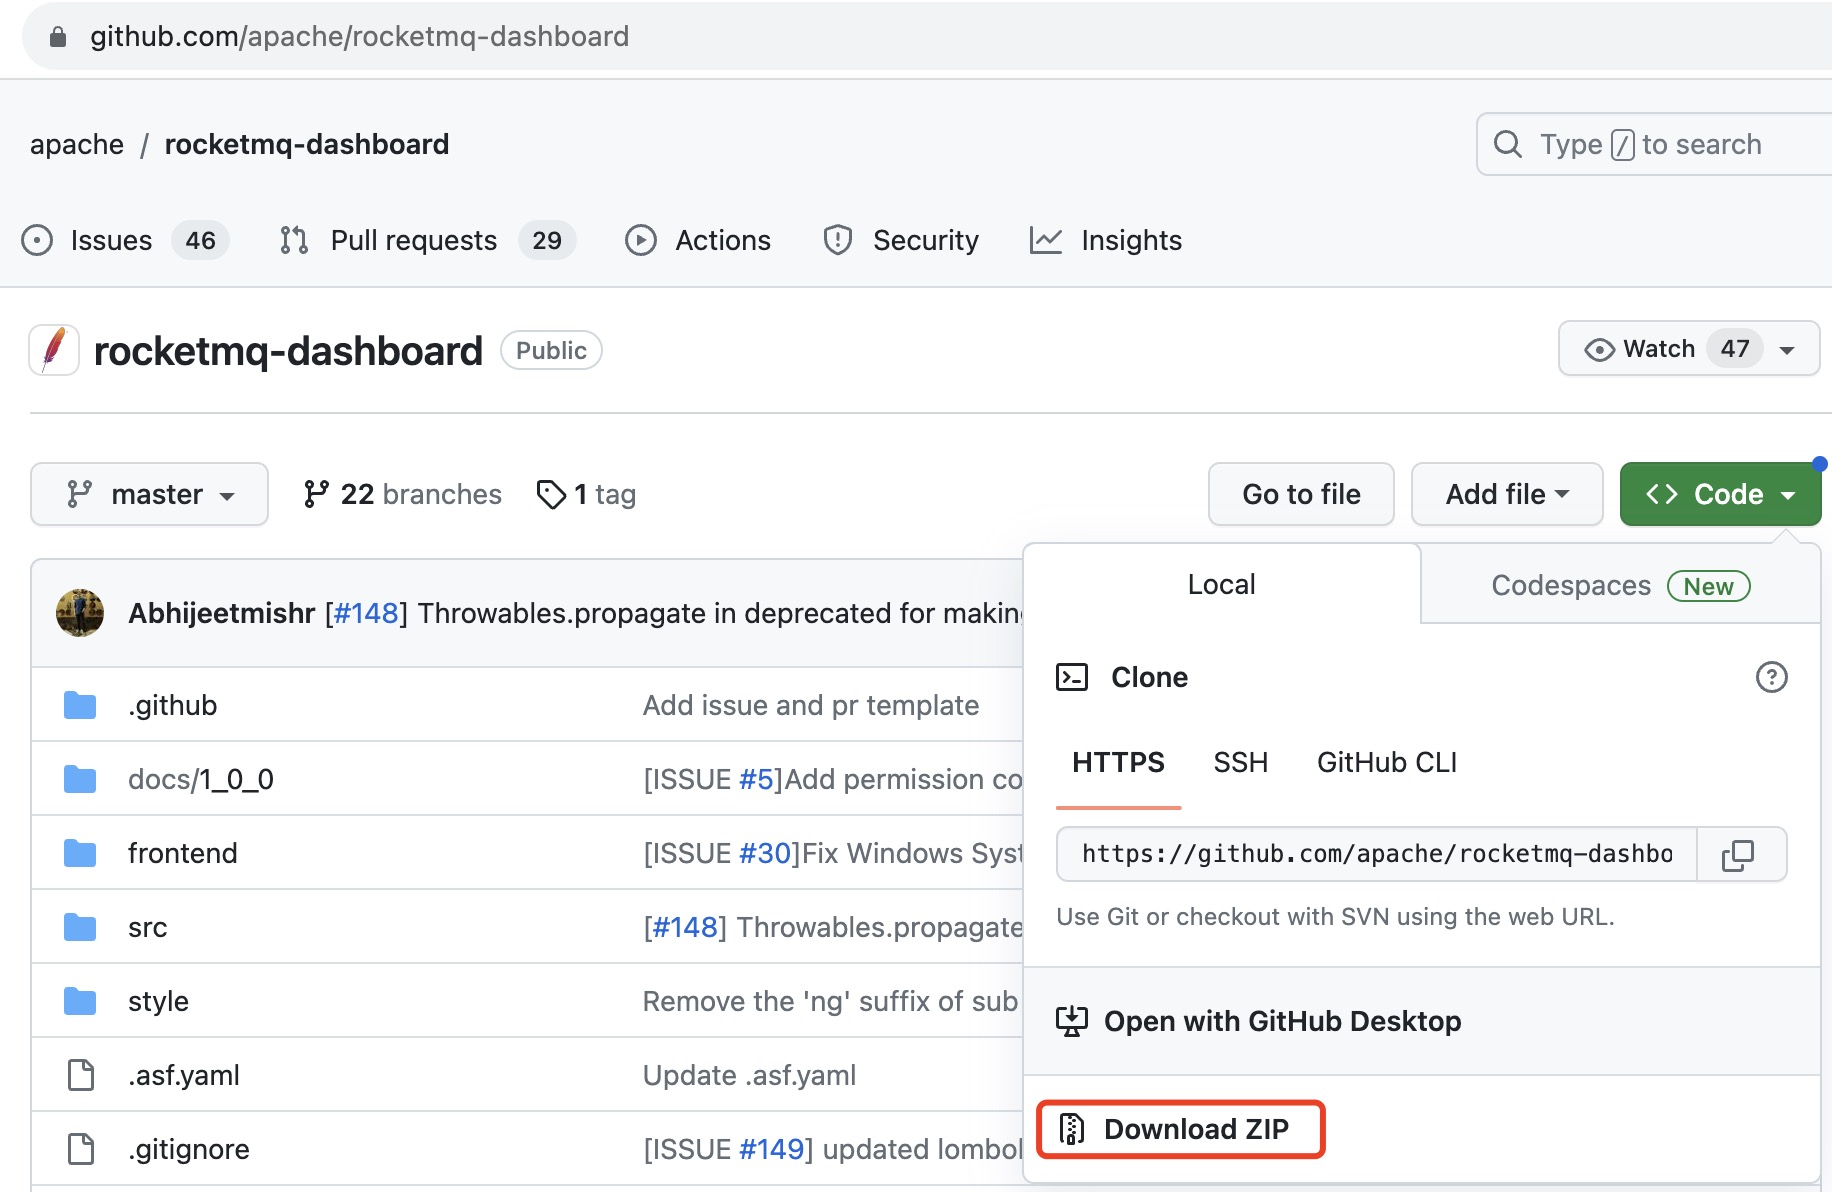 github.com/apache/rocketmq-dashboard
apache / rocketmq-dashboard
Type / to search
Issues 46 Pull requests 29 Actions Security Insights
rocketmq-dashboard Public
Watch 47
master 22 branches 1 tag Go to file Add file Code
Local Codespaces New
Abhijeetmishr [#148] Throwables.propagate in deprecated for making
Clone
.github Add issue and pr template
HTTPS SSH GitHub CLI
docs/1_0_0 [ISSUE #5]Add permission co
frontend [ISSUE #30]Fix Windows Syst
https://github.com/apache/rocketmq-dashbo
Use Git or checkout with SVN using the web URL.
src [#148] Throwables.propagate
style Remove the 'ng' suffix of sub
Open with GitHub Desktop
.asf.yaml Update .asf.yaml
Download ZIP
.gitignore [ISSUE #149] updated lombol